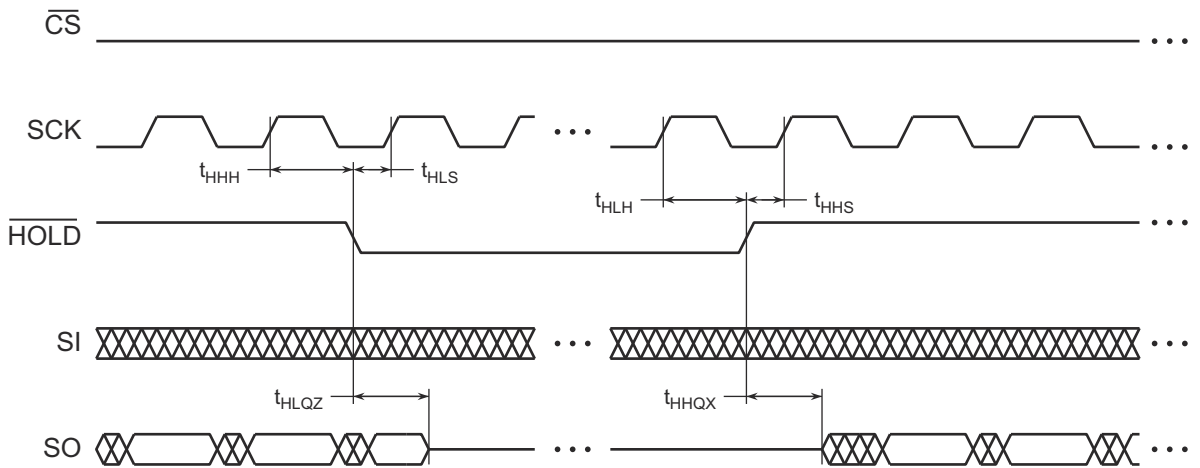 CS
SCK
tHHH
tHLS
tHLH
tHHS
HOLD
SI
tHLQZ
tHHQX
SO